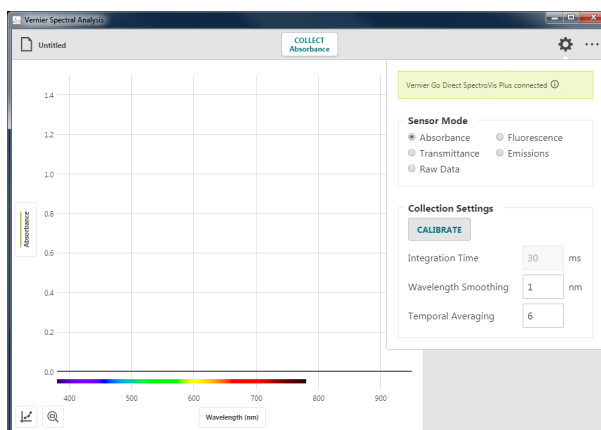 Vernier Spectral Analysis
Untitled
COLLECT
Absorbance
Vernier Go Direct SpectroVis Plus connected
Sensor Mode
Absorbance
Fluorescence
Transmittance
Emissions
Raw Data
Collection Settings
CALIBRATE
Integration Time 30 ms
Wavelength Smoothing 1 nm
Temporal Averaging 6
1.4
1.2
1.0
0.8
0.6
0.4
0.2
0.0
Absorbance
400 500 600 700 800 900
Wavelength (nm)